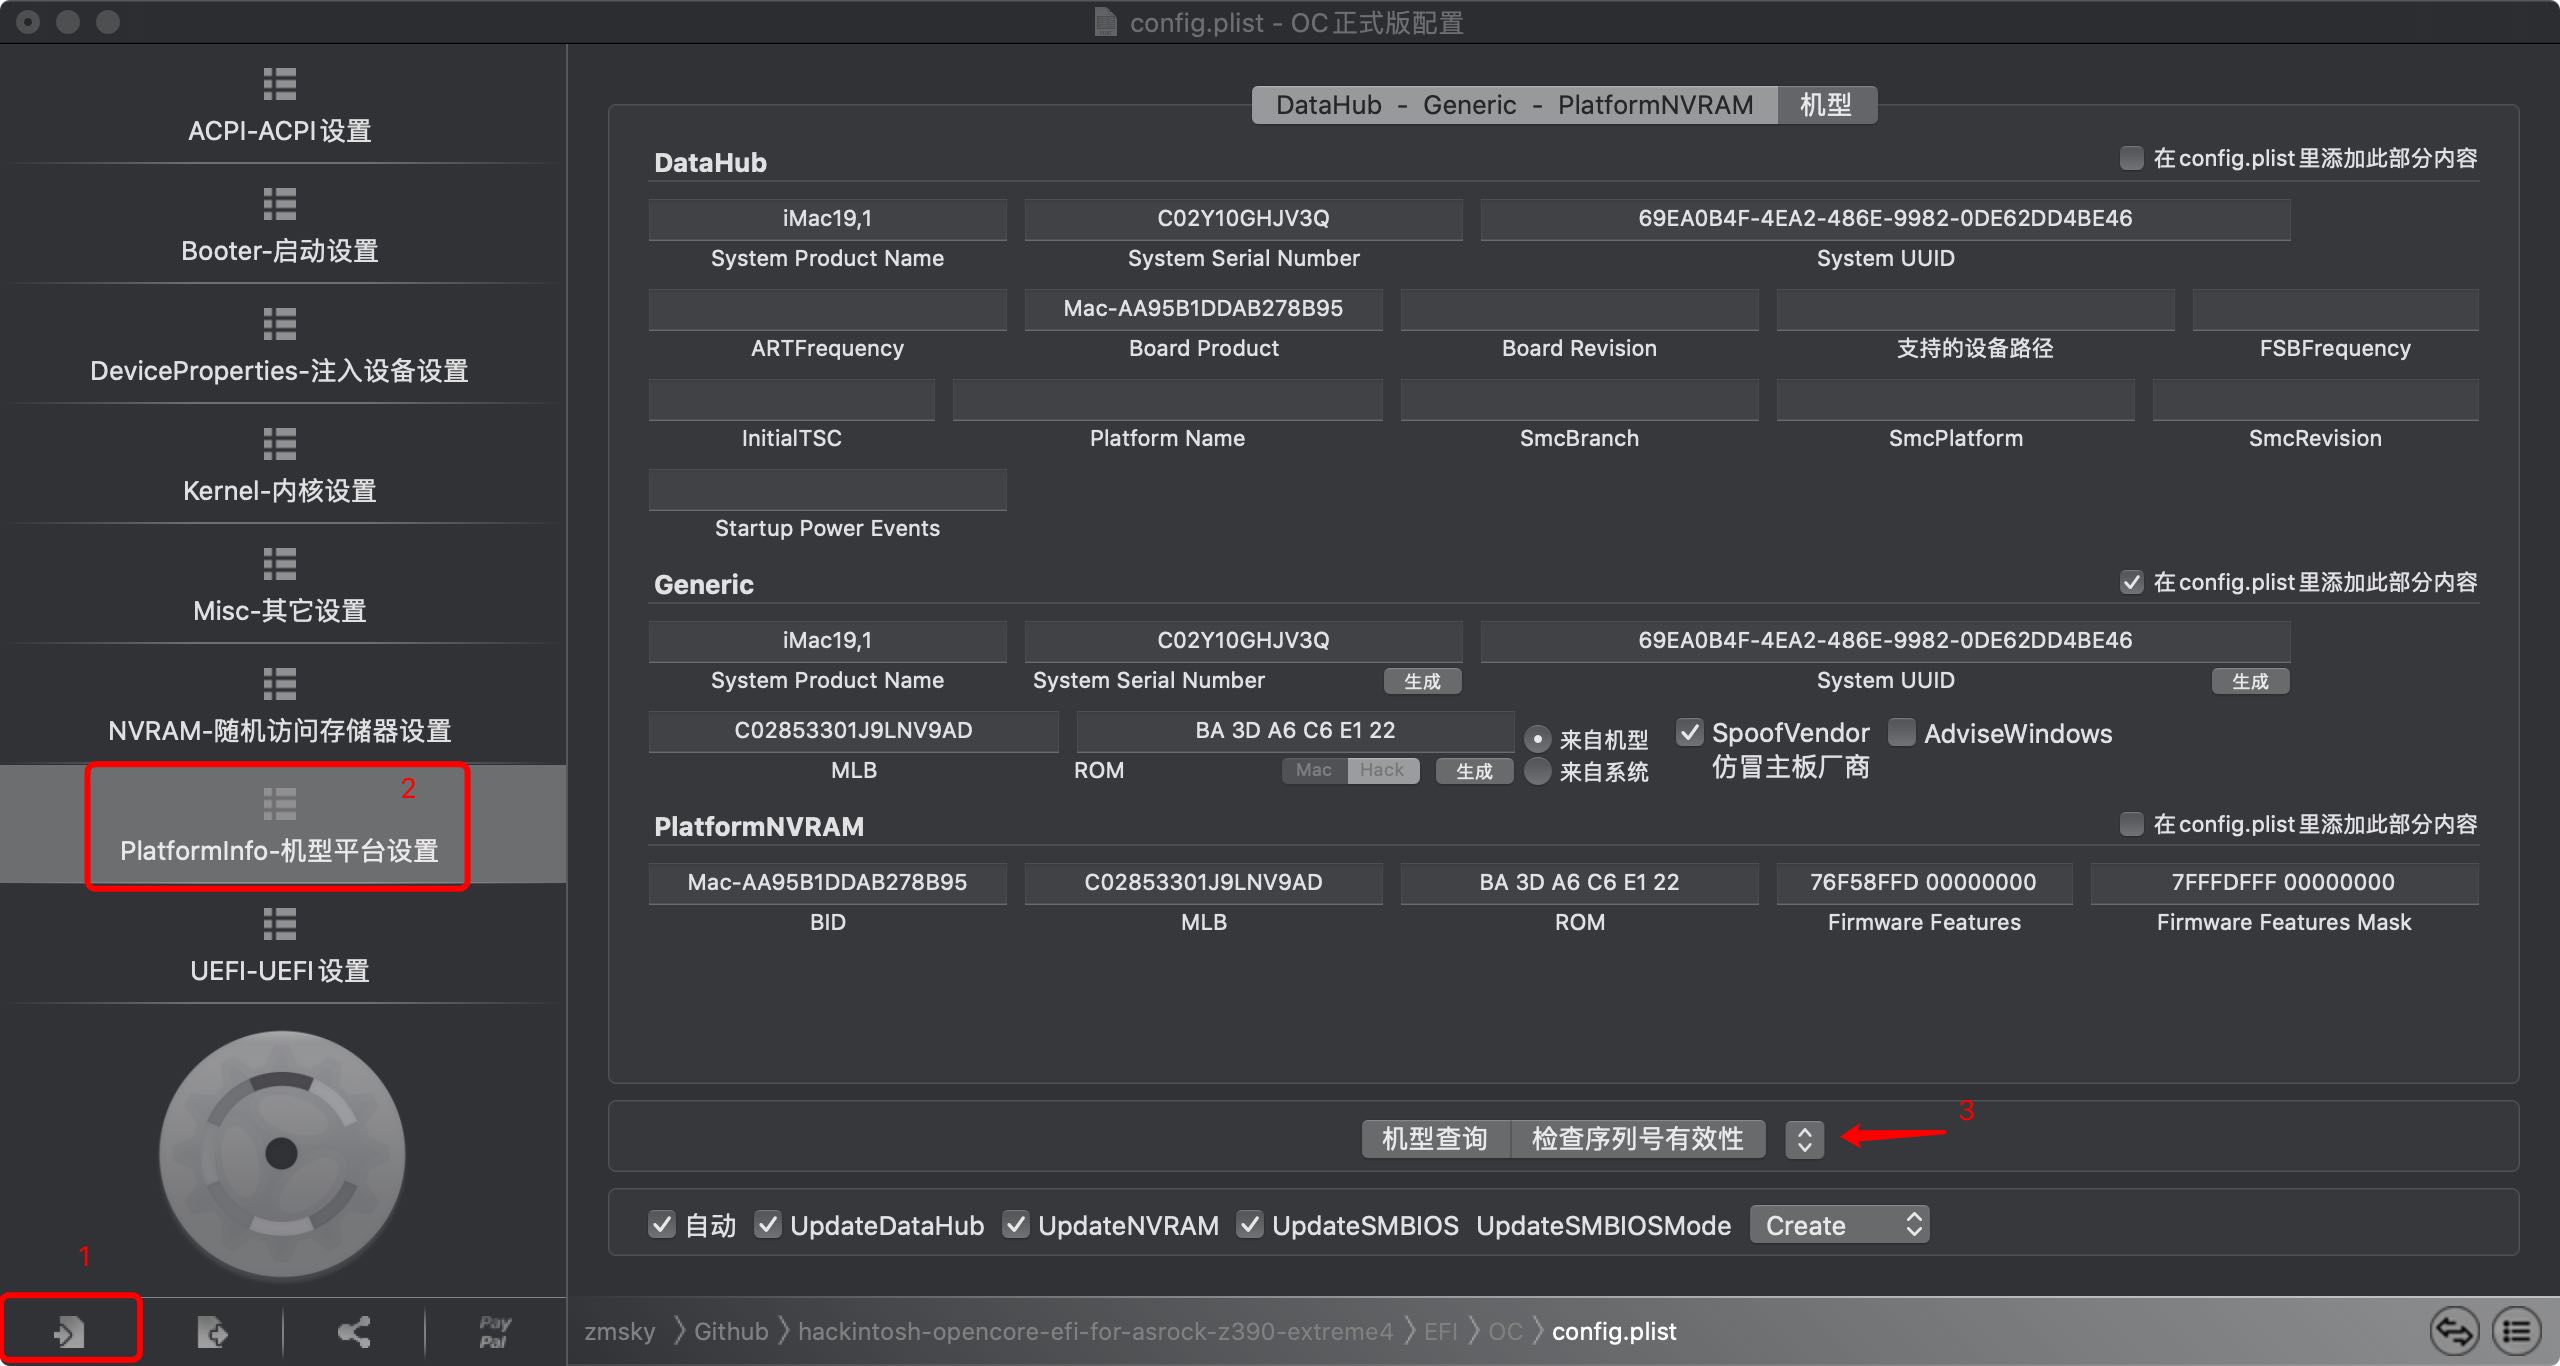 config.plist - OC正式版配置
ACPI-ACPI设置
Booter-启动设置
DeviceProperties-注入设备设置
Kernel-内核设置
Misc-其它设置
NVRAM-随机访问存储器设置
2
PlatformInfo-机型平台设置
UEFI-UEFI设置
1
Pay
Pal
DataHub - Generic - PlatformNVRAM 机型
DataHub 在config.plist里添加此部分内容
iMac19,1 C02Y10GHJV3Q 69EA0B4F-4EA2-486E-9982-0DE62DD4BE46
System Product Name System Serial Number System UUID
Mac-AA95B1DDAB278B95
ARTFrequency Board Product Board Revision 支持的设备路径 FSBFrequency
InitialTSC Platform Name SmcBranch SmcPlatform SmcRevision
Startup Power Events
Generic 在config.plist里添加此部分内容
iMac19,1 C02Y10GHJV3Q 69EA0B4F-4EA2-486E-9982-0DE62DD4BE46
System Product Name System Serial Number 生成 System UUID 生成
C02853301J9LNV9AD BA 3D A6 C6 E1 22 来自机型 SpoofVendor AdviseWindows
MLB ROM Mac Hack 生成 来自系统 仿冒主板厂商
PlatformNVRAM 在config.plist里添加此部分内容
Mac-AA95B1DDAB278B95 C02853301J9LNV9AD BA 3D A6 C6 E1 22 76F58FFD 00000000 7FFFDFFF 00000000
BID MLB ROM Firmware Features Firmware Features Mask
机型查询 检查序列号有效性 3
自动 UpdateDataHub UpdateNVRAM UpdateSMBIOS UpdateSMBIOSMode Create
zmsky Github hackintosh-opencore-efi-for-asrock-z390-extreme4 EFI OC config.plist